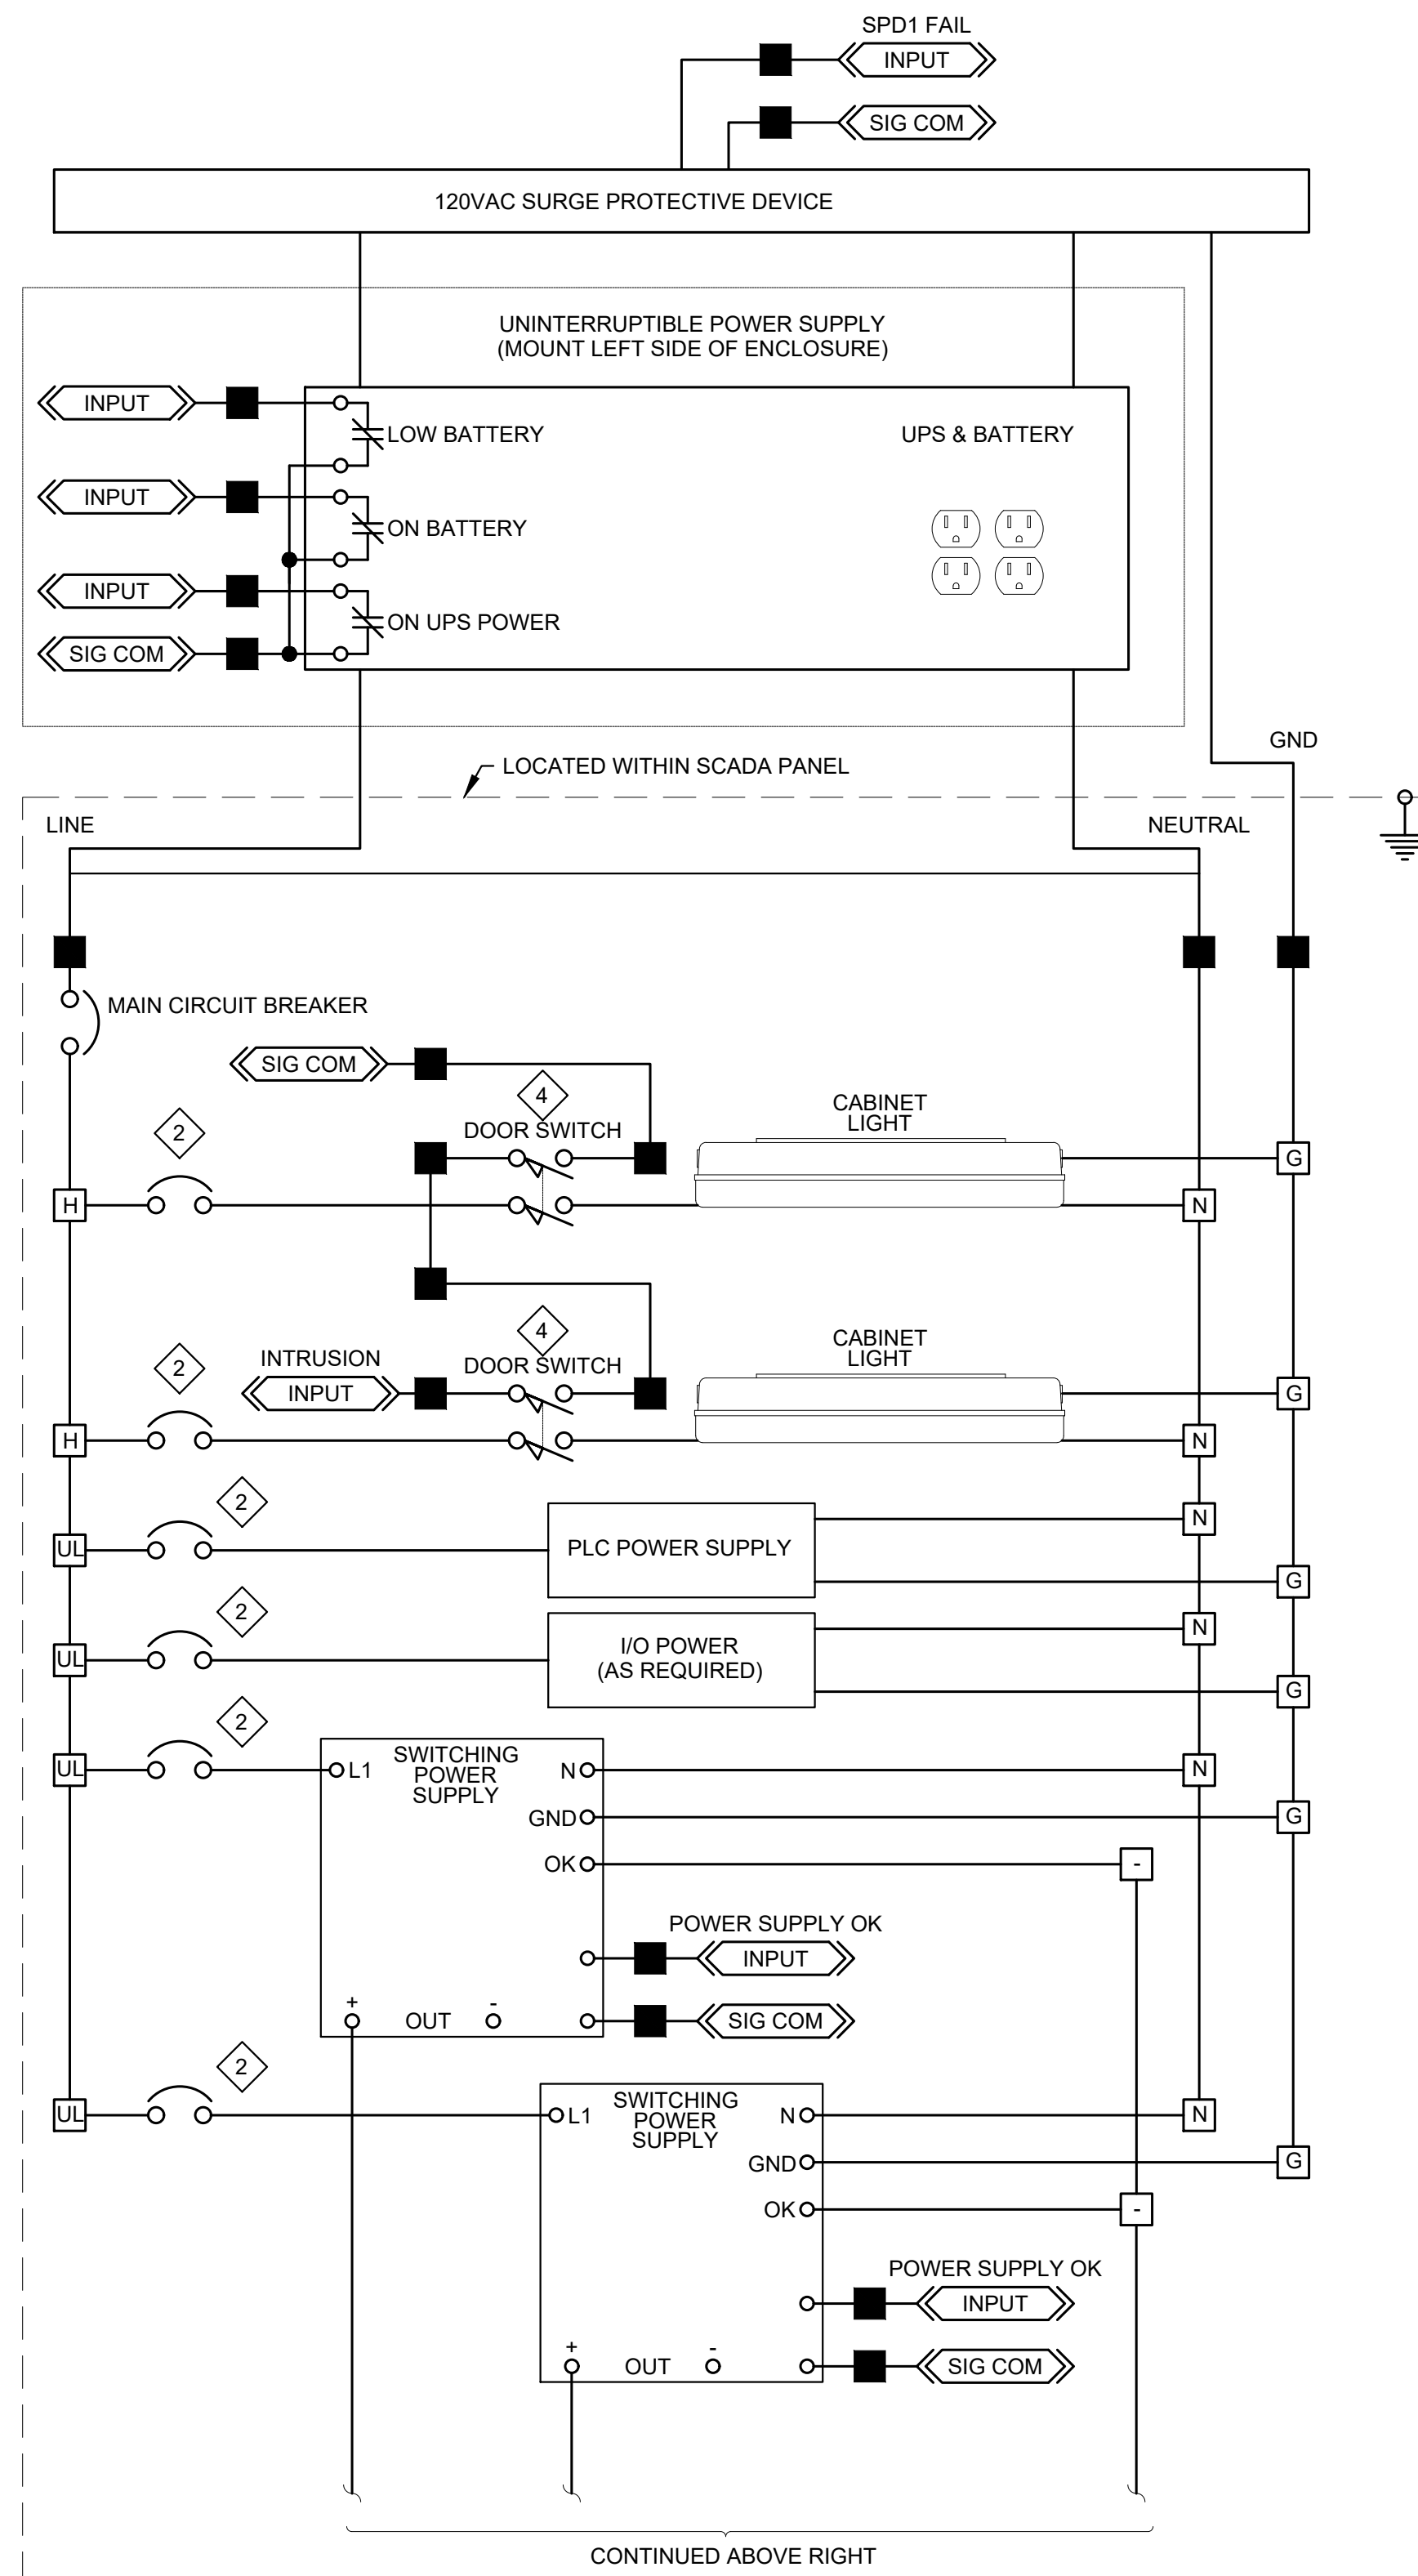 SPD1 FAIL
INPUT
SIG COM
120VAC SURGE PROTECTIVE DEVICE
UNINTERRUPTIBLE POWER SUPPLY
(MOUNT LEFT SIDE OF ENCLOSURE)
INPUT
LOW BATTERY
UPS & BATTERY
INPUT
ON BATTERY
INPUT
ON UPS POWER
SIG COM
GND
LOCATED WITHIN SCADA PANEL
LINE
NEUTRAL
MAIN CIRCUIT BREAKER
SIG COM
4
CABINET
LIGHT
2
DOOR SWITCH
G
H
N
4
CABINET
LIGHT
2
INTRUSION
DOOR SWITCH
INPUT
G
H
N
2
N
UL
PLC POWER SUPPLY
G
2
N
UL
I/O POWER
(AS REQUIRED)
G
2
SWITCHING
POWER
SUPPLY
UL
L1
N
N
GND
G
OK
-
POWER SUPPLY OK
INPUT
+
OUT
-
SIG COM
2
SWITCHING
POWER
SUPPLY
UL
L1
N
N
GND
G
OK
-
POWER SUPPLY OK
INPUT
+
OUT
-
SIG COM
CONTINUED ABOVE RIGHT